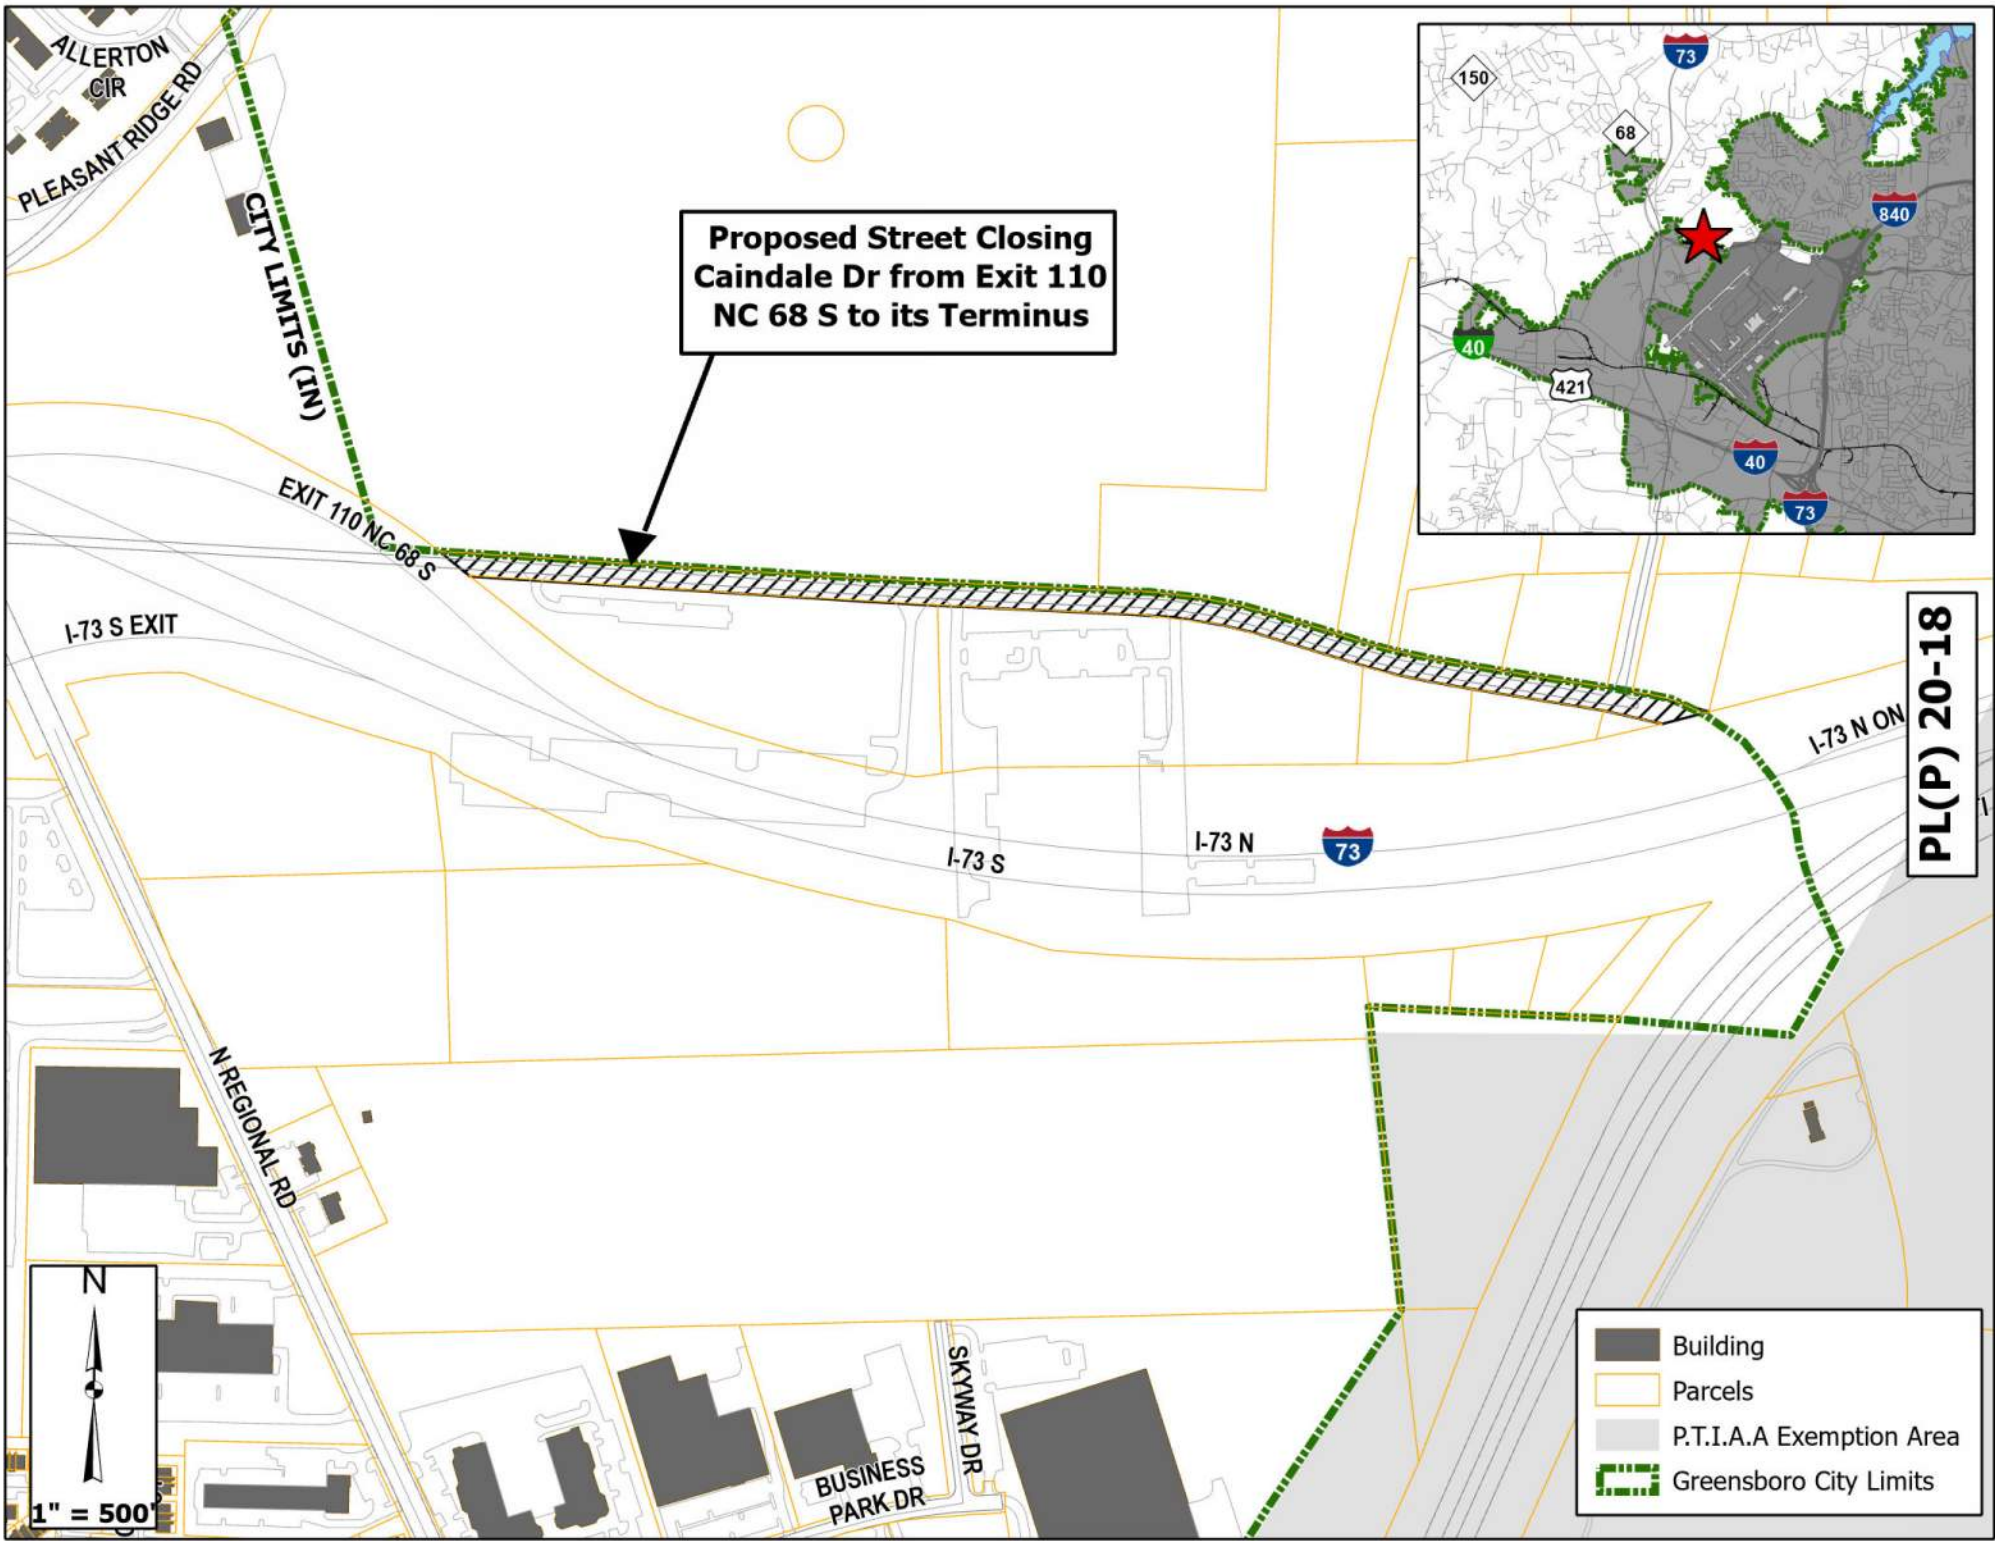 ALLERTON
CIR
PLEASANT RIDGE RD
CITY LIMITS (IN)
Proposed Street Closing
Caindale Dr from Exit 110
NC 68 S to its Terminus
73
150
68
840
40
421
40
73
EXIT 110 NC 68 S
I-73 S EXIT
I-73 N ON
PL(P) 20-18
I-73 N
73
I-73 S
N REGIONAL RD
SKYWAY DR
BUSINESS
PARK DR
N
1" = 500'
Building
Parcels
P.T.I.A.A Exemption Area
Greensboro City Limits